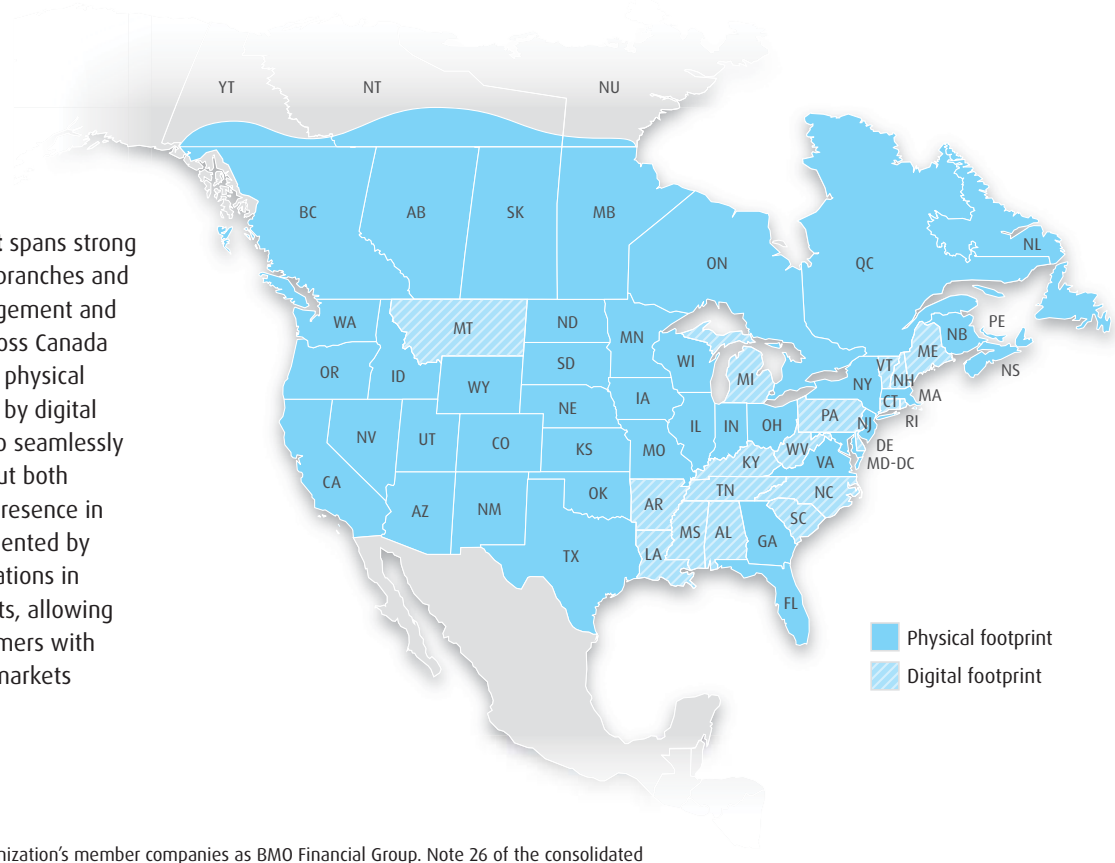 YT NT NU
BC AB SK MB ON QC NL
t spans strong
branches and
gement and
oss Canada
physical
by digital
o seamlessly
ut both
resence in
ented by
ations in
ts, allowing
mers with
markets
WA MT ND MN WI MI VT NH ME NB PE NS
OR ID WY SD IA NY MA
NV UT CO NE IL IN OH PA NJ CT RI
CA KS MO KY WV VA DE
MD-DC
AZ NM OK AR TN NC
TX LA MS AL GA SC
FL
Physical footprint
Digital footprint
nization's member companies as BMO Financial Group. Note 26 of the consolidated